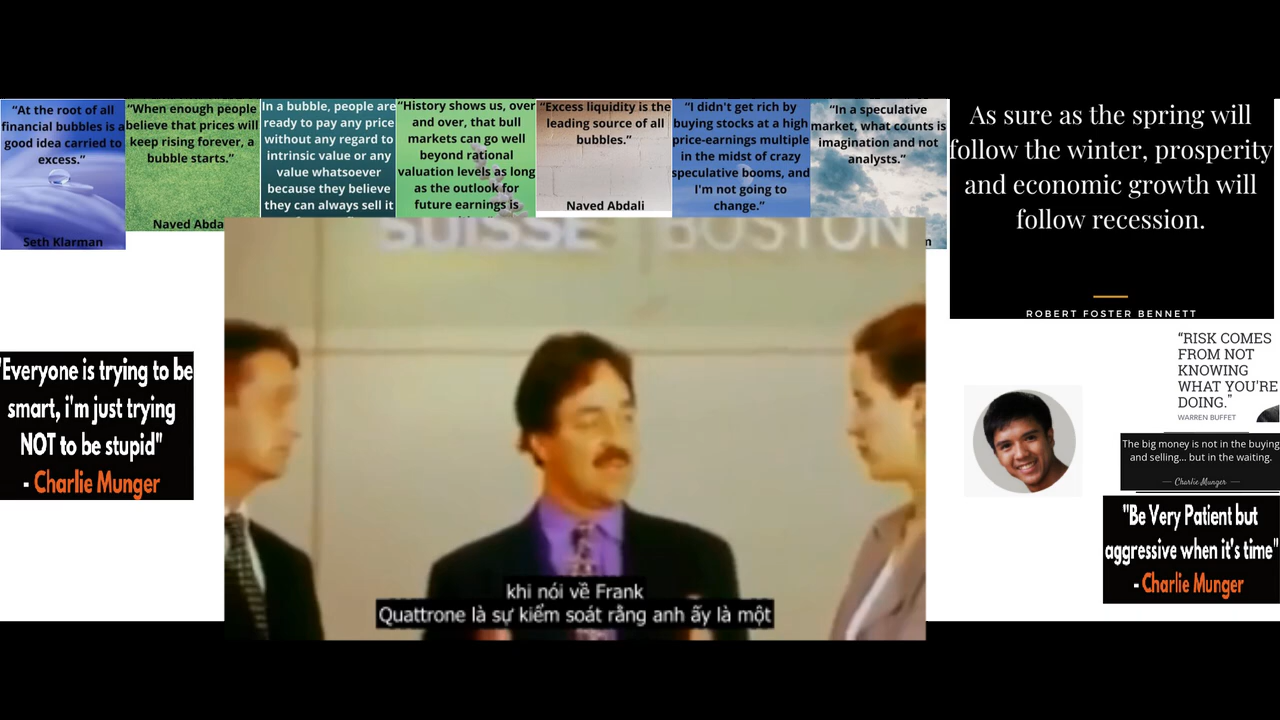 “At the root of all
financial bubbles is a
good idea carried to
excess.”
Seth Klarman
“When enough people
believe that prices will
keep rising forever, a
bubble starts.”
Naved Abda
In a bubble, people are
ready to pay any price
without any regard to
intrinsic value or any
value whatsoever
because they believe
they can always sell it
“History shows us, over
and over, that bull
markets can go well
beyond rational
valuation levels as long
as the outlook for
future earnings is
“Excess liquidity is the
leading source of all
bubbles.”
Naved Abdali
“I didn't get rich by
buying stocks at a high
price-earnings multiple
in the midst of crazy
speculative booms, and
I'm not going to
change.”
“In a speculative
market, what counts is
imagination and not
analysts.”
m
As sure as the spring will
follow the winter, prosperity
and economic growth will
follow recession.
ROBERT FOSTER BENNETT
SUISSE BOSTON
"Everyone is trying to be
smart, i'm just trying
NOT to be stupid"
- Charlie Munger
“RISK COMES
FROM NOT
KNOWING
WHAT YOU'RE
DOING.”
WARREN BUFFET
The big money is not in the buying
and selling... but in the waiting.
— Charlie Munger —
"Be Very Patient but
aggressive when it's time"
- Charlie Munger
khi nói về Frank
Quattrone là sự kiểm soát rằng anh ấy là một